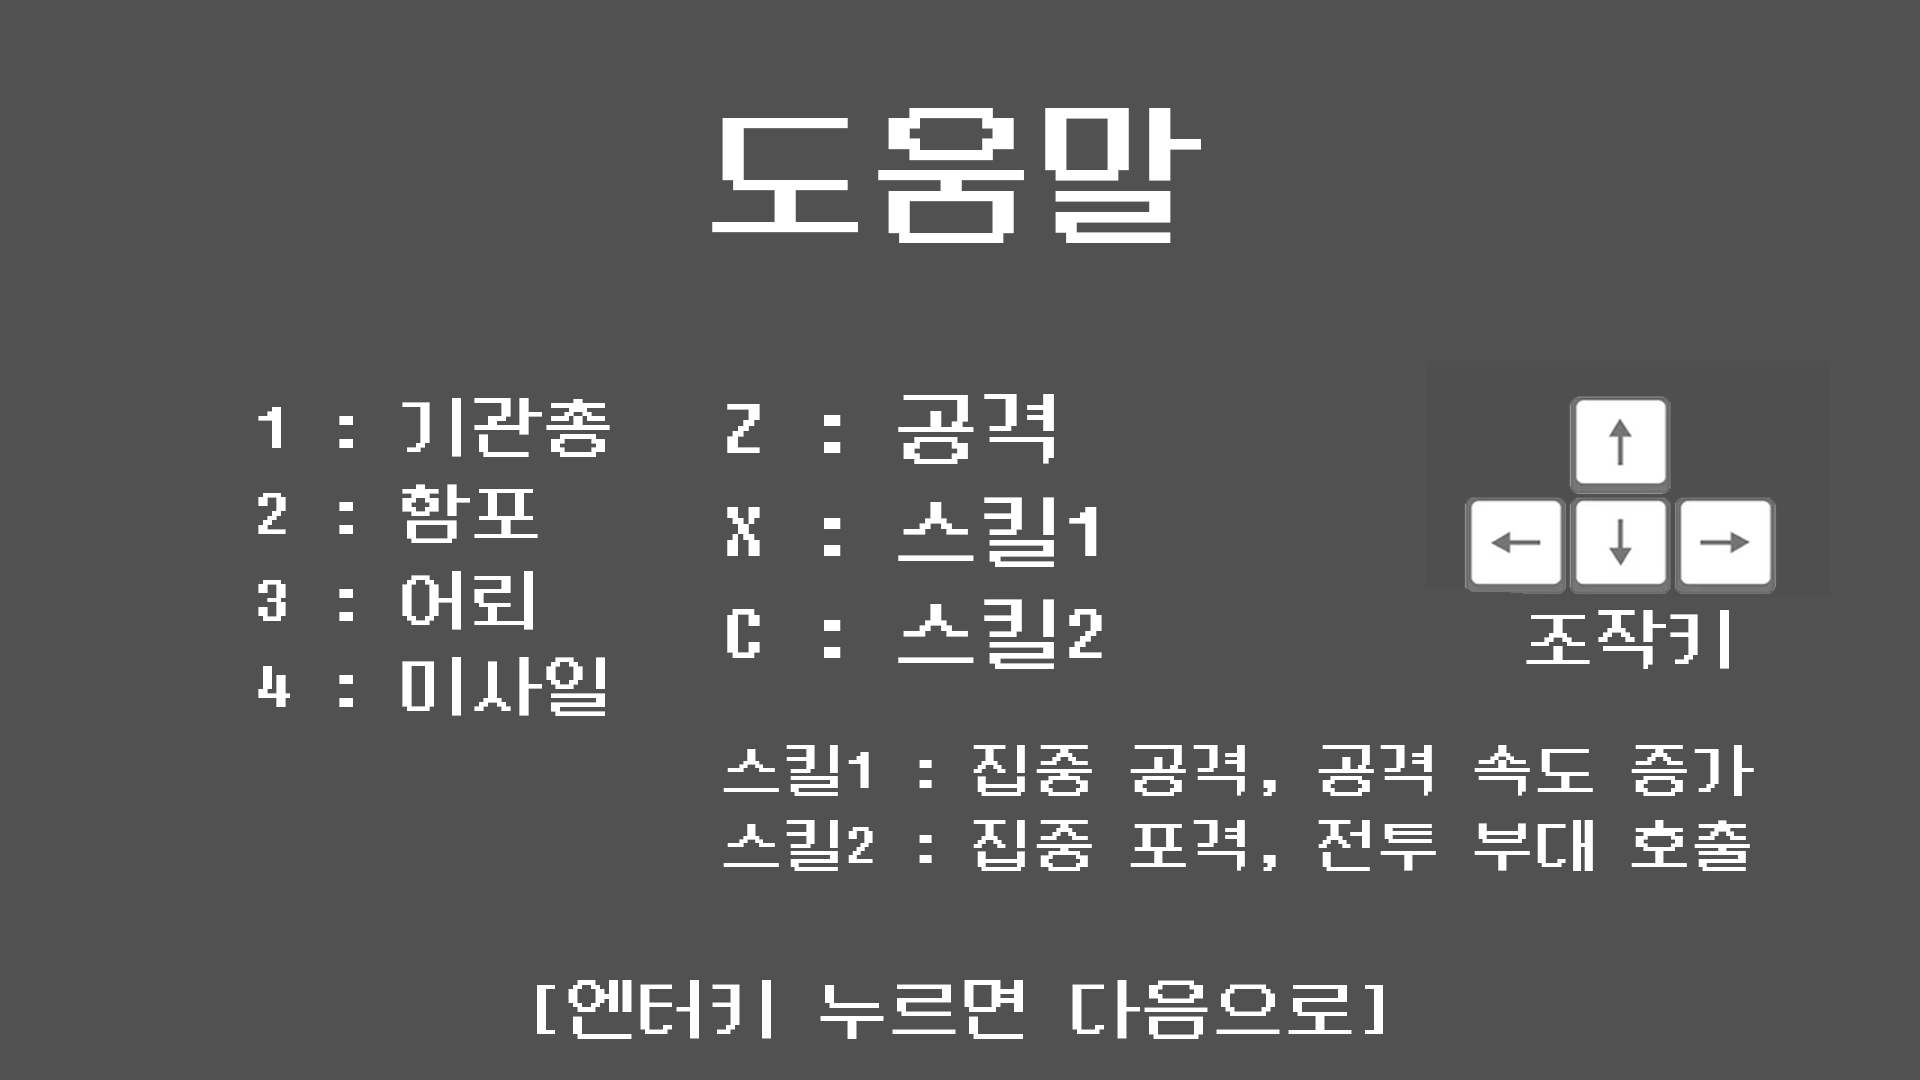 도움말
1 : 기관총
2 : 함포
3 : 어뢰
4 : 미사일
Z : 공격
X : 스킬1
C : 스킬2
↑
← ↓ →
조작키
스킬1 : 집중 공격, 공격 속도 증가
스킬2 : 집중 포격, 전투 부대 호출
[엔터키 누르면 다음으로]